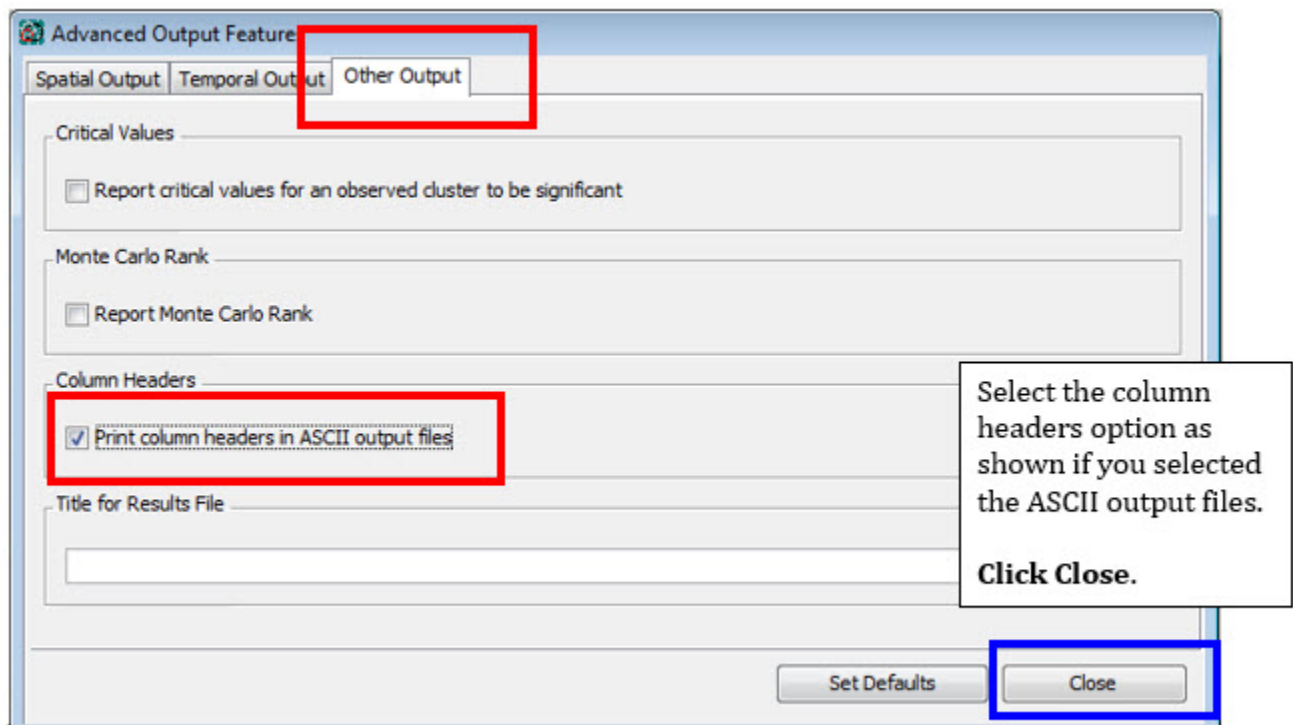 Advanced Output Feature
Spatial Output Temporal Output Other Output
Critical Values
Report critical values for an observed cluster to be significant
Monte Carlo Rank
Report Monte Carlo Rank
Column Headers
Print column headers in ASCII output files
Title for Results File
Select the column
headers option as
shown if you selected
the ASCII output files.
Click Close.
Set Defaults
Close